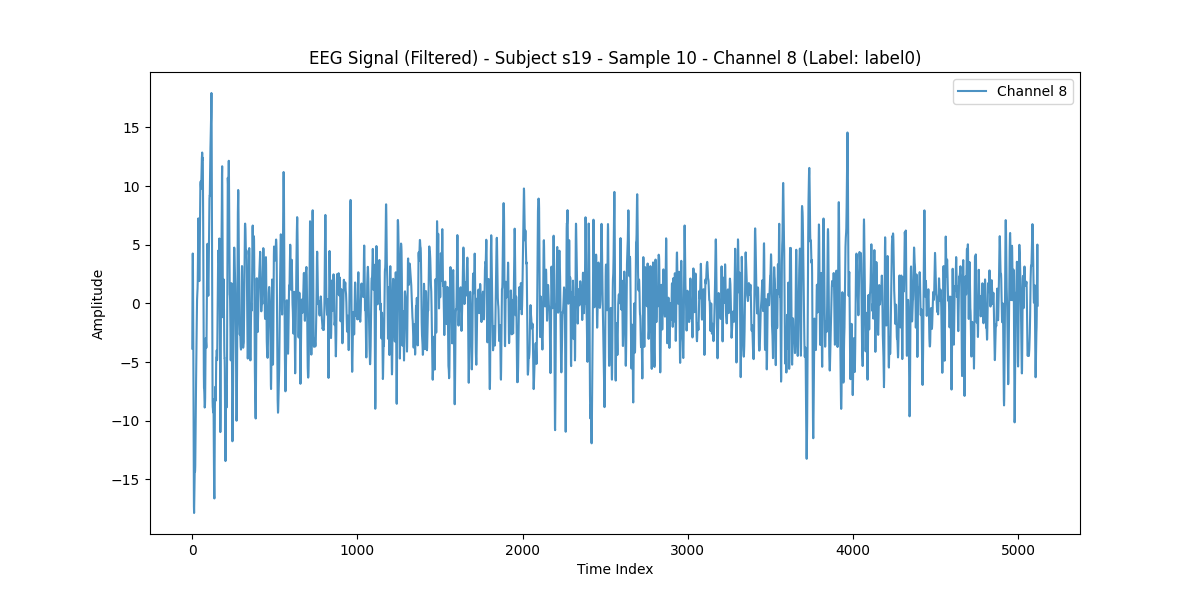 EEG Signal (Filtered) - Subject s19 - Sample 10 - Channel 8 (Label: label0)
Channel 8
15
10
5
0
−5
−10
−15
Amplitude
0 1000 2000 3000 4000 5000
Time Index